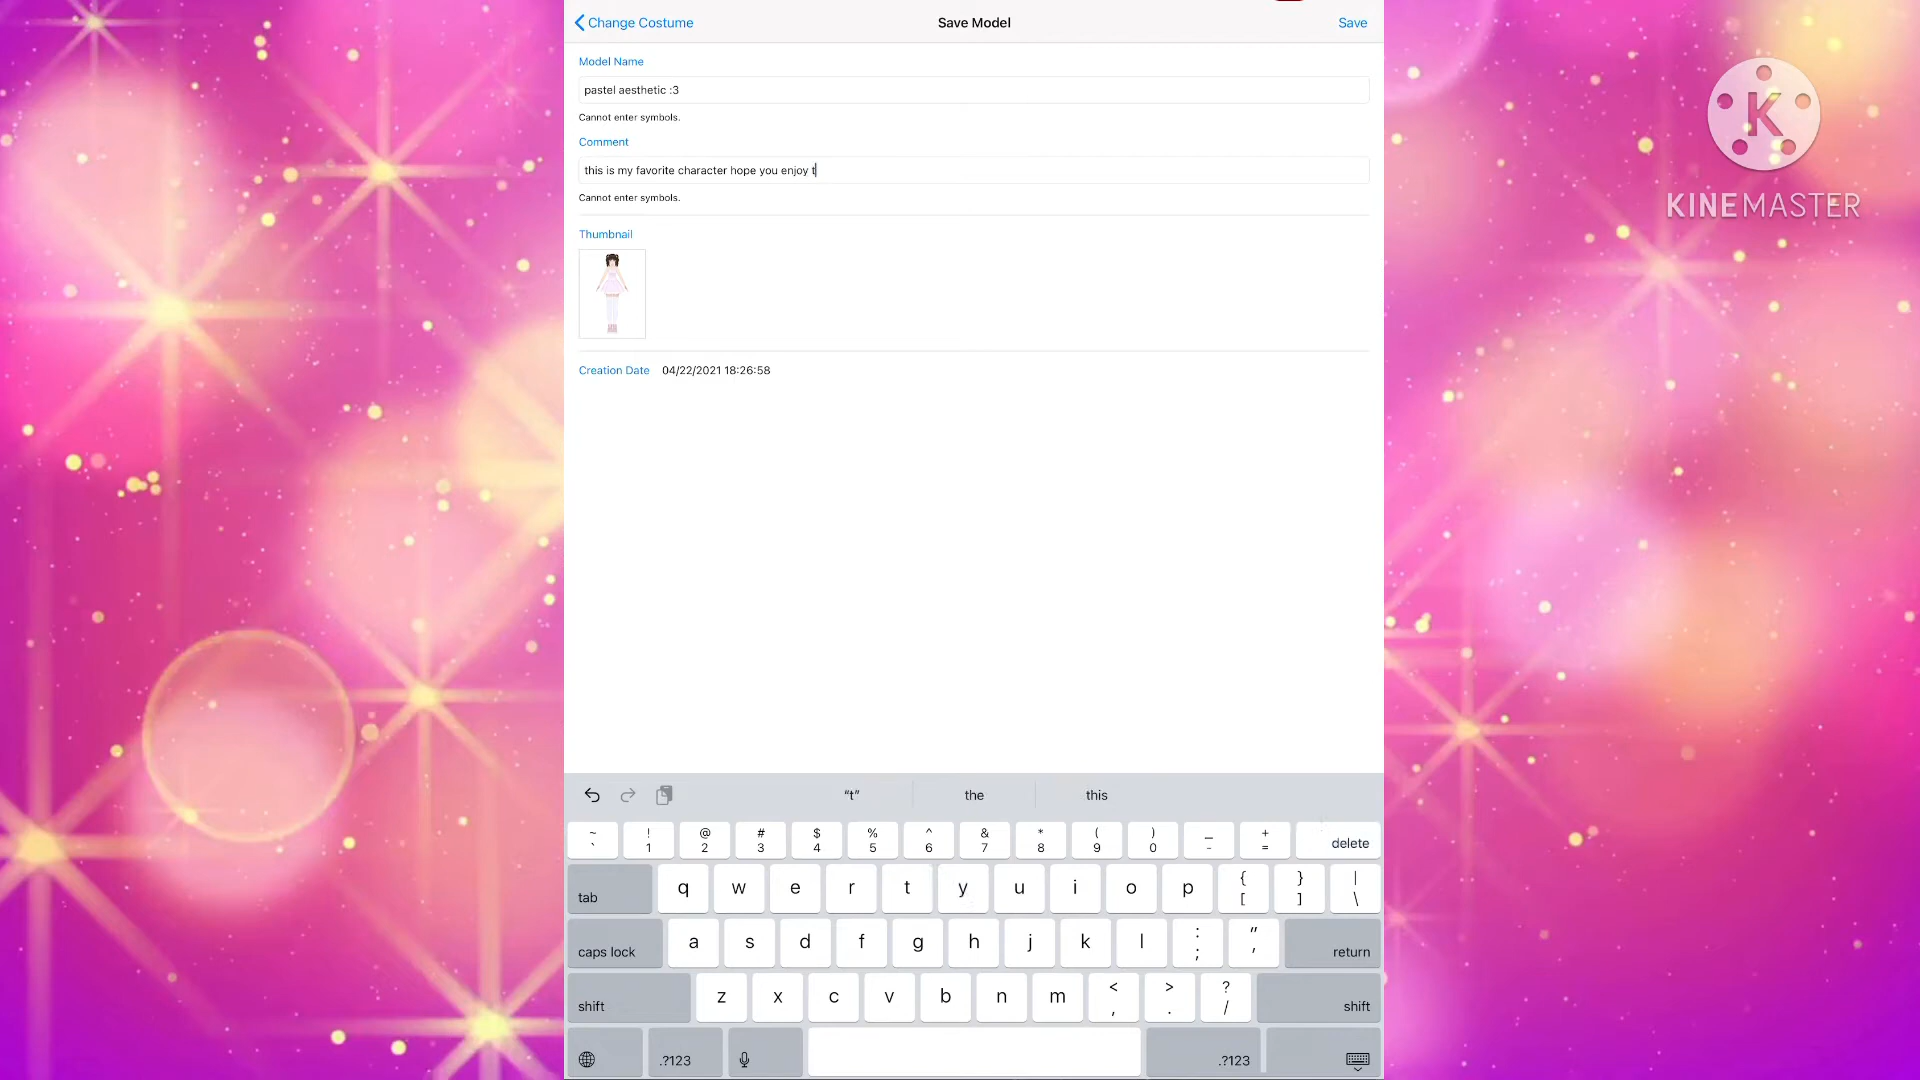 Change Costume
Save Model
Save
Model Name
pastel aesthetic :3
Cannot enter symbols.
Comment
this is my favorite character hope you enjoy t
Cannot enter symbols.
Thumbnail
Creation Date 04/22/2021 18:26:58
K
KINEMASTER
“t” the this
~ ! @ # $ % ^ & * ( ) _ +
` 1 2 3 4 5 6 7 8 9 0 - = delete
tab q w e r t y u i o p { [ } ] | \
caps lock a s d f g h j k l : ; " ' return
shift z x c v b n m < , > . ? / shift
.?123 .?123